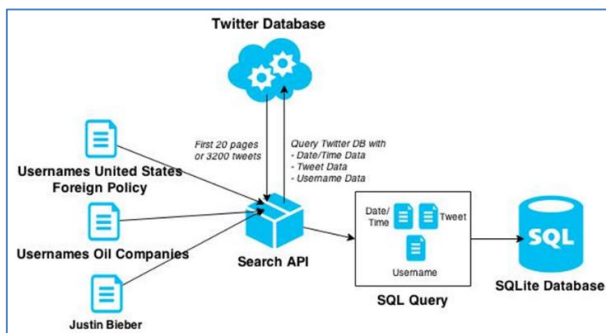 Twitter Database
First 20 pages
or 3200 tweets
Query Twitter DB with
- Date/Time Data
- Tweet Data
- Username Data
Usernames United States
Foreign Policy
Usernames Oil Companies
Justin Bieber
Search API
Date/
Time
Tweet
Username
SQL Query
SQL
SQLite Database